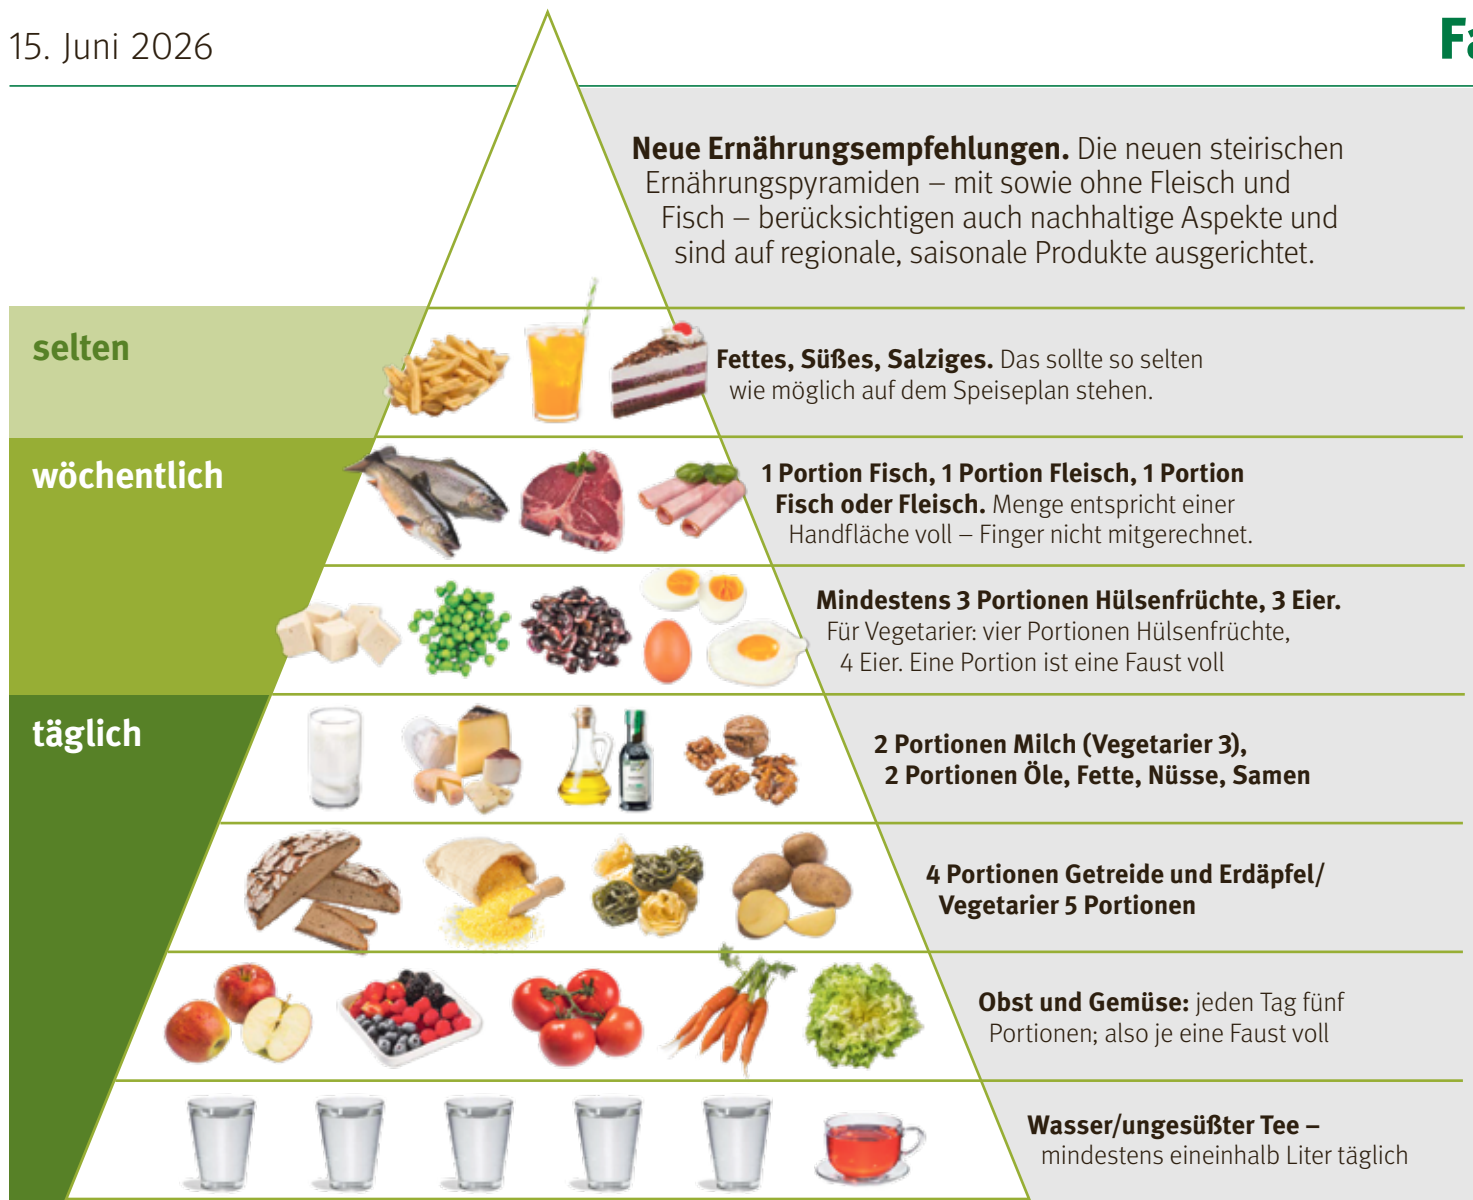 15. Juni 2026
Neue Ernährungsempfehlungen. Die neuen steirischen
Ernährungspyramiden – mit sowie ohne Fleisch und
Fisch – berücksichtigen auch nachhaltige Aspekte und
sind auf regionale, saisonale Produkte ausgerichtet.
selten
Fettes, Süßes, Salziges. Das sollte so selten
wie möglich auf dem Speiseplan stehen.
wöchentlich
1 Portion Fisch, 1 Portion Fleisch, 1 Portion
Fisch oder Fleisch. Menge entspricht einer
Handfläche voll – Finger nicht mitgerechnet.
Mindestens 3 Portionen Hülsenfrüchte, 3 Eier.
Für Vegetarier: vier Portionen Hülsenfrüchte,
4 Eier. Eine Portion ist eine Faust voll
täglich
2 Portionen Milch (Vegetarier 3),
2 Portionen Öle, Fette, Nüsse, Samen
4 Portionen Getreide und Erdäpfel/
Vegetarier 5 Portionen
Obst und Gemüse: jeden Tag fünf
Portionen; also je eine Faust voll
Wasser/ungesüßter Tee –
mindestens eineinhalb Liter täglich